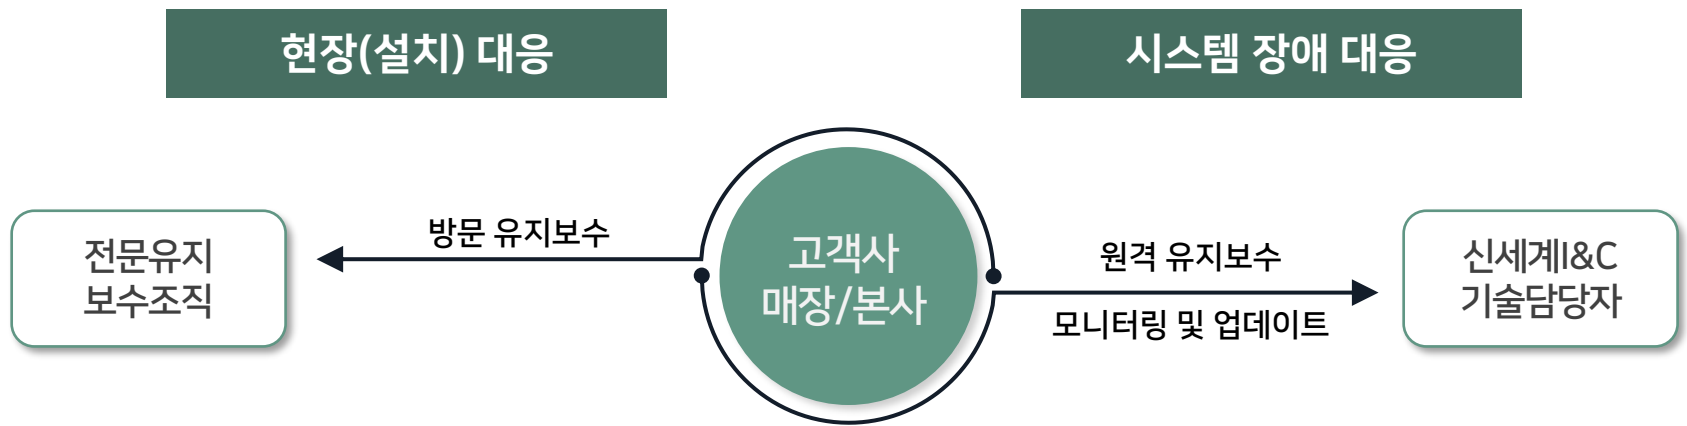 현장(설치) 대응
시스템 장애 대응
전문유지
보수조직
방문 유지보수
고객사
매장/본사
원격 유지보수
모니터링 및 업데이트
신세계I&C
기술담당자